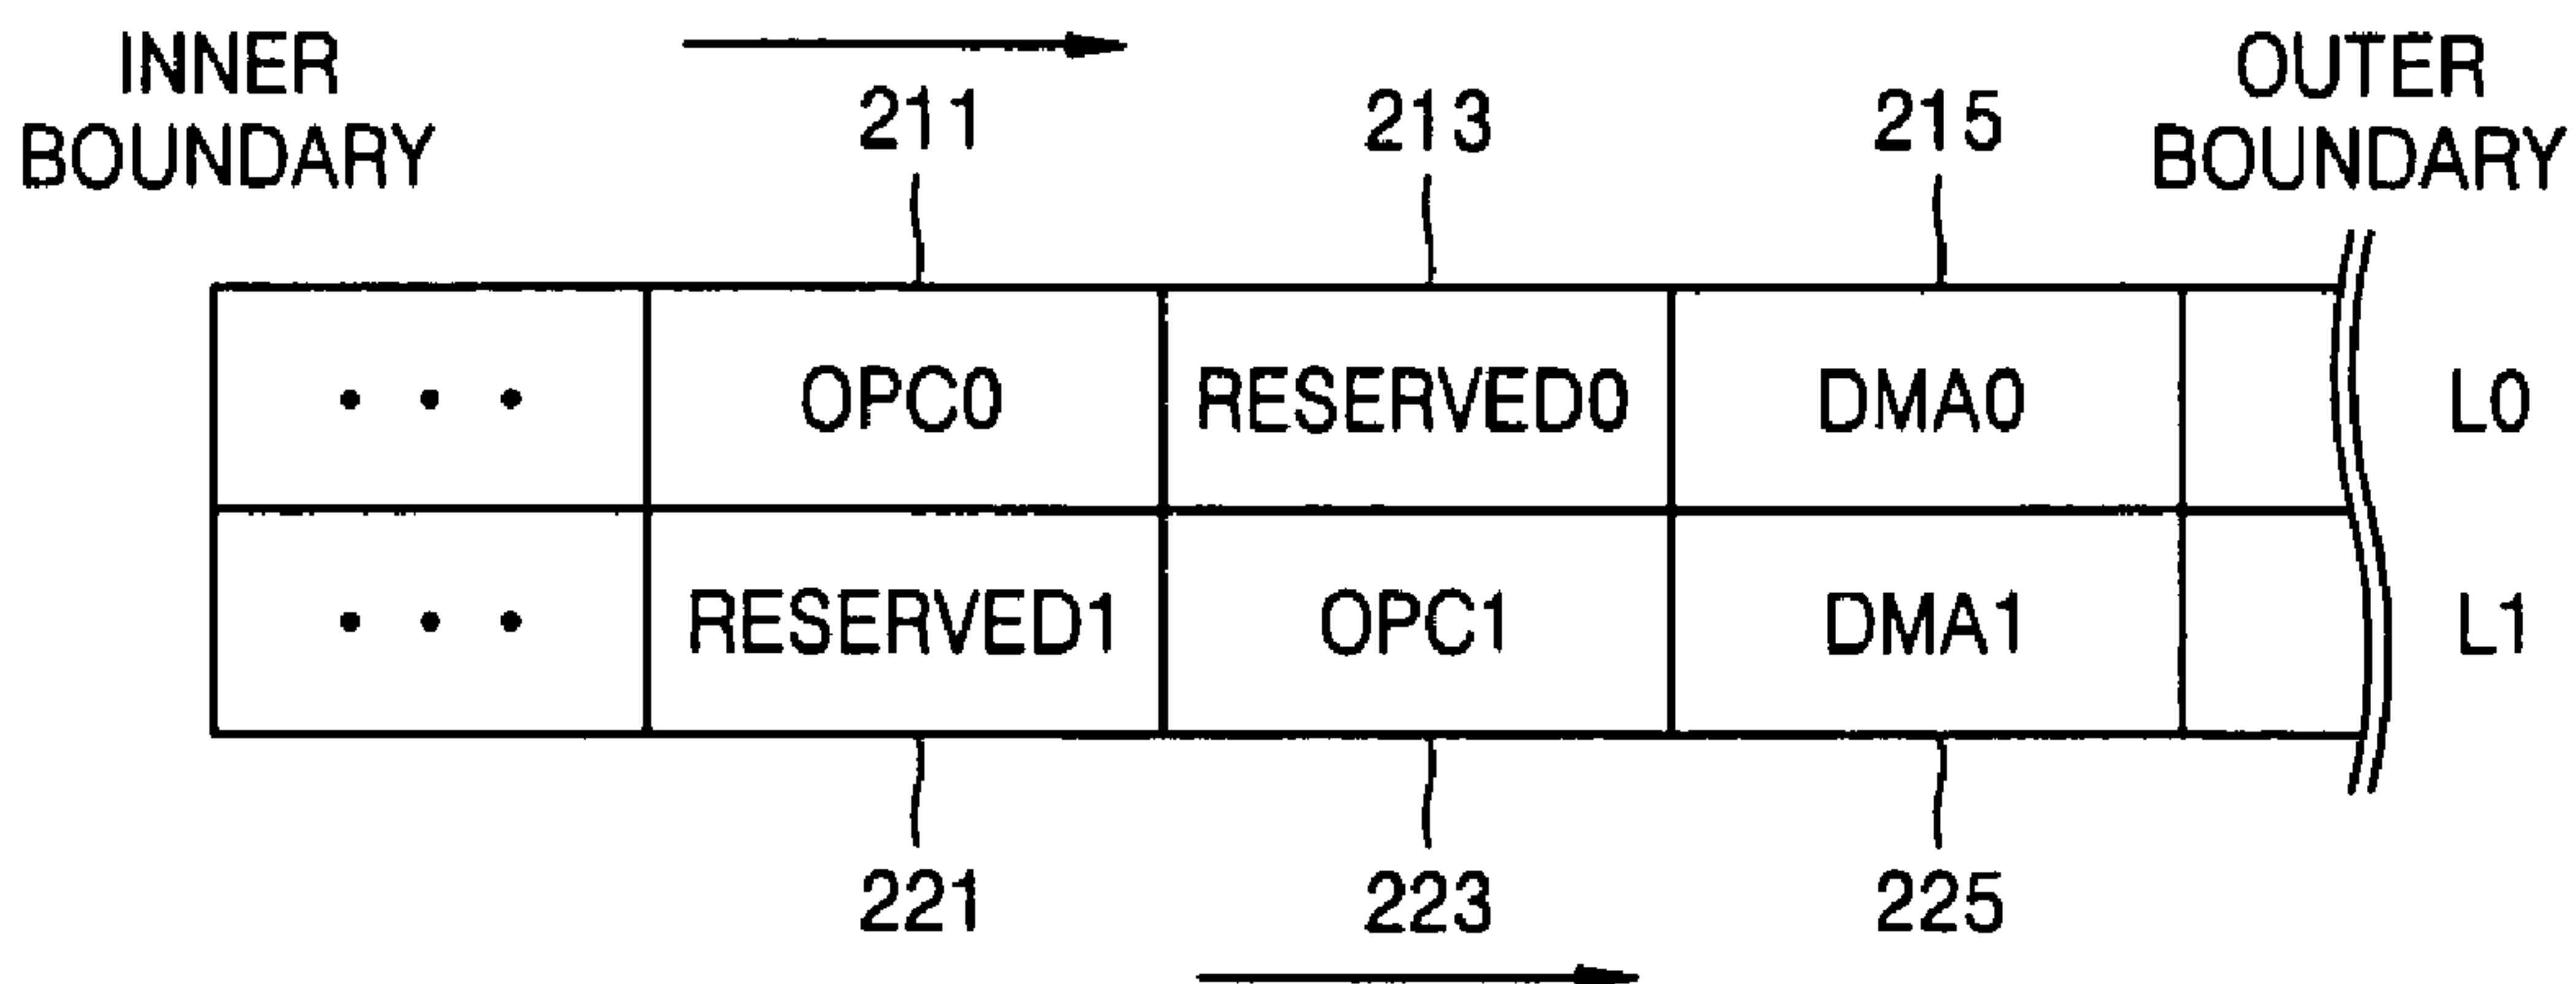 INNER
BOUNDARY
211
213
215
OUTER
BOUNDARY
• • •
OPC0
RESERVED0
DMA0
L0
• • •
RESERVED1
OPC1
DMA1
L1
221
223
225